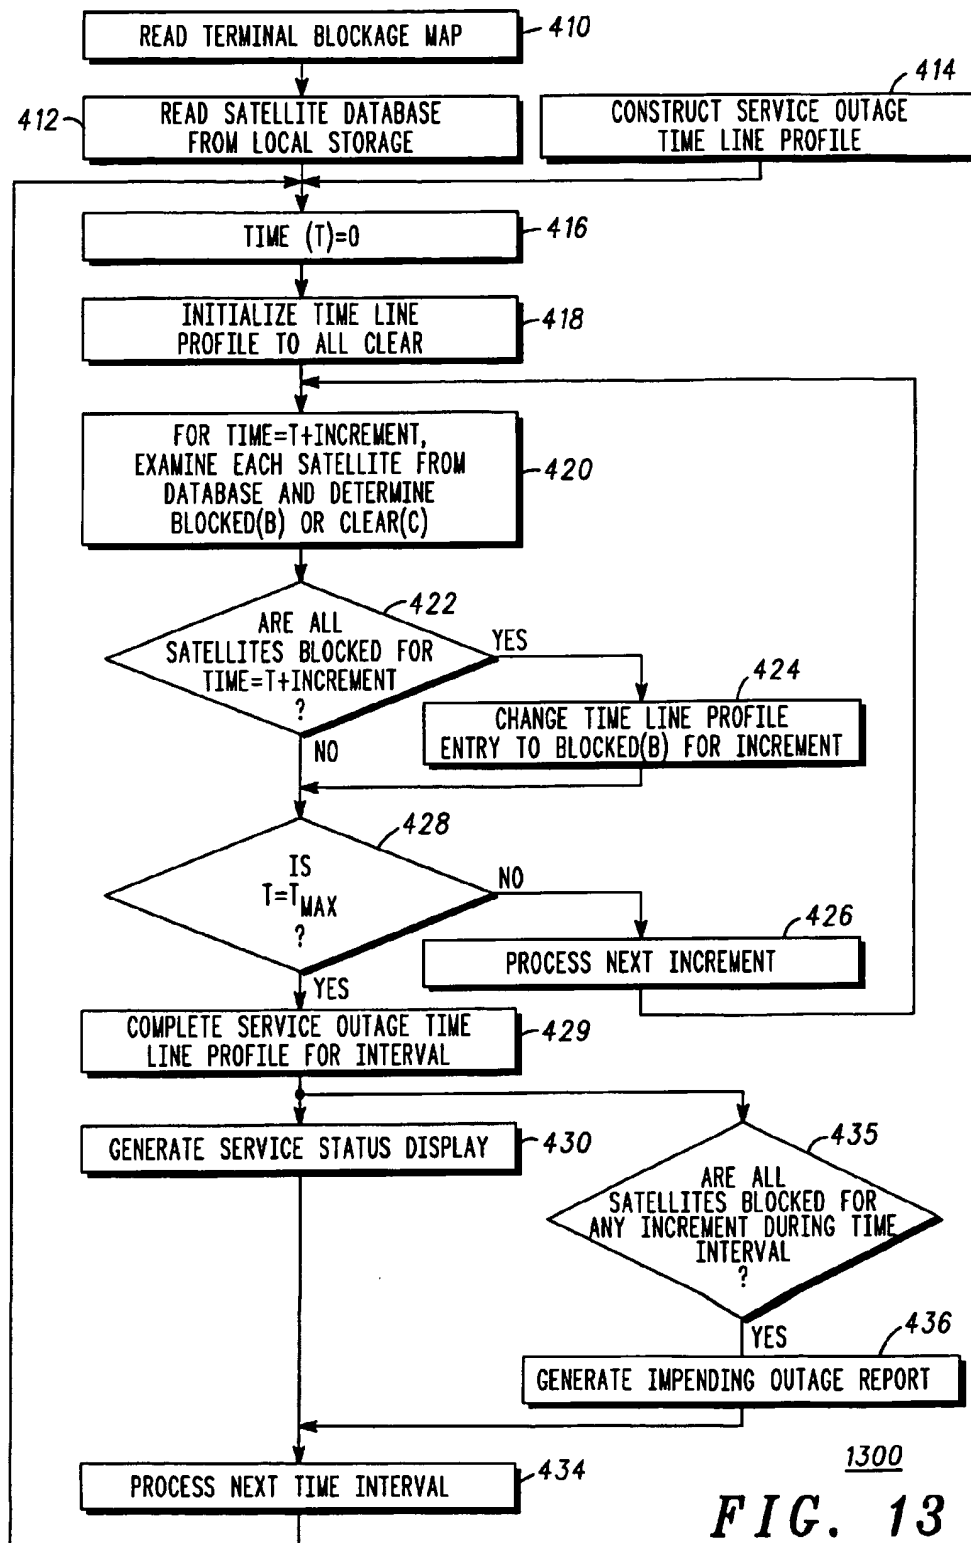 READ TERMINAL BLOCKAGE MAP
410
414
412
READ SATELLITE DATABASE
FROM LOCAL STORAGE
CONSTRUCT SERVICE OUTAGE
TIME LINE PROFILE
TIME (T)=0
416
INITIALIZE TIME LINE
PROFILE TO ALL CLEAR
418
FOR TIME=T+INCREMENT,
EXAMINE EACH SATELLITE FROM
DATABASE AND DETERMINE
BLOCKED(B) OR CLEAR(C)
420
422
ARE ALL
SATELLITES BLOCKED FOR
TIME=T+INCREMENT
?
YES
NO
424
CHANGE TIME LINE PROFILE
ENTRY TO BLOCKED(B) FOR INCREMENT
428
IS
T=TMAX
?
NO
YES
426
PROCESS NEXT INCREMENT
COMPLETE SERVICE OUTAGE TIME
LINE PROFILE FOR INTERVAL
429
GENERATE SERVICE STATUS DISPLAY
430
435
ARE ALL
SATELLITES BLOCKED FOR
ANY INCREMENT DURING TIME
INTERVAL
?
YES
436
GENERATE IMPENDING OUTAGE REPORT
PROCESS NEXT TIME INTERVAL
434
1300
FIG. 13